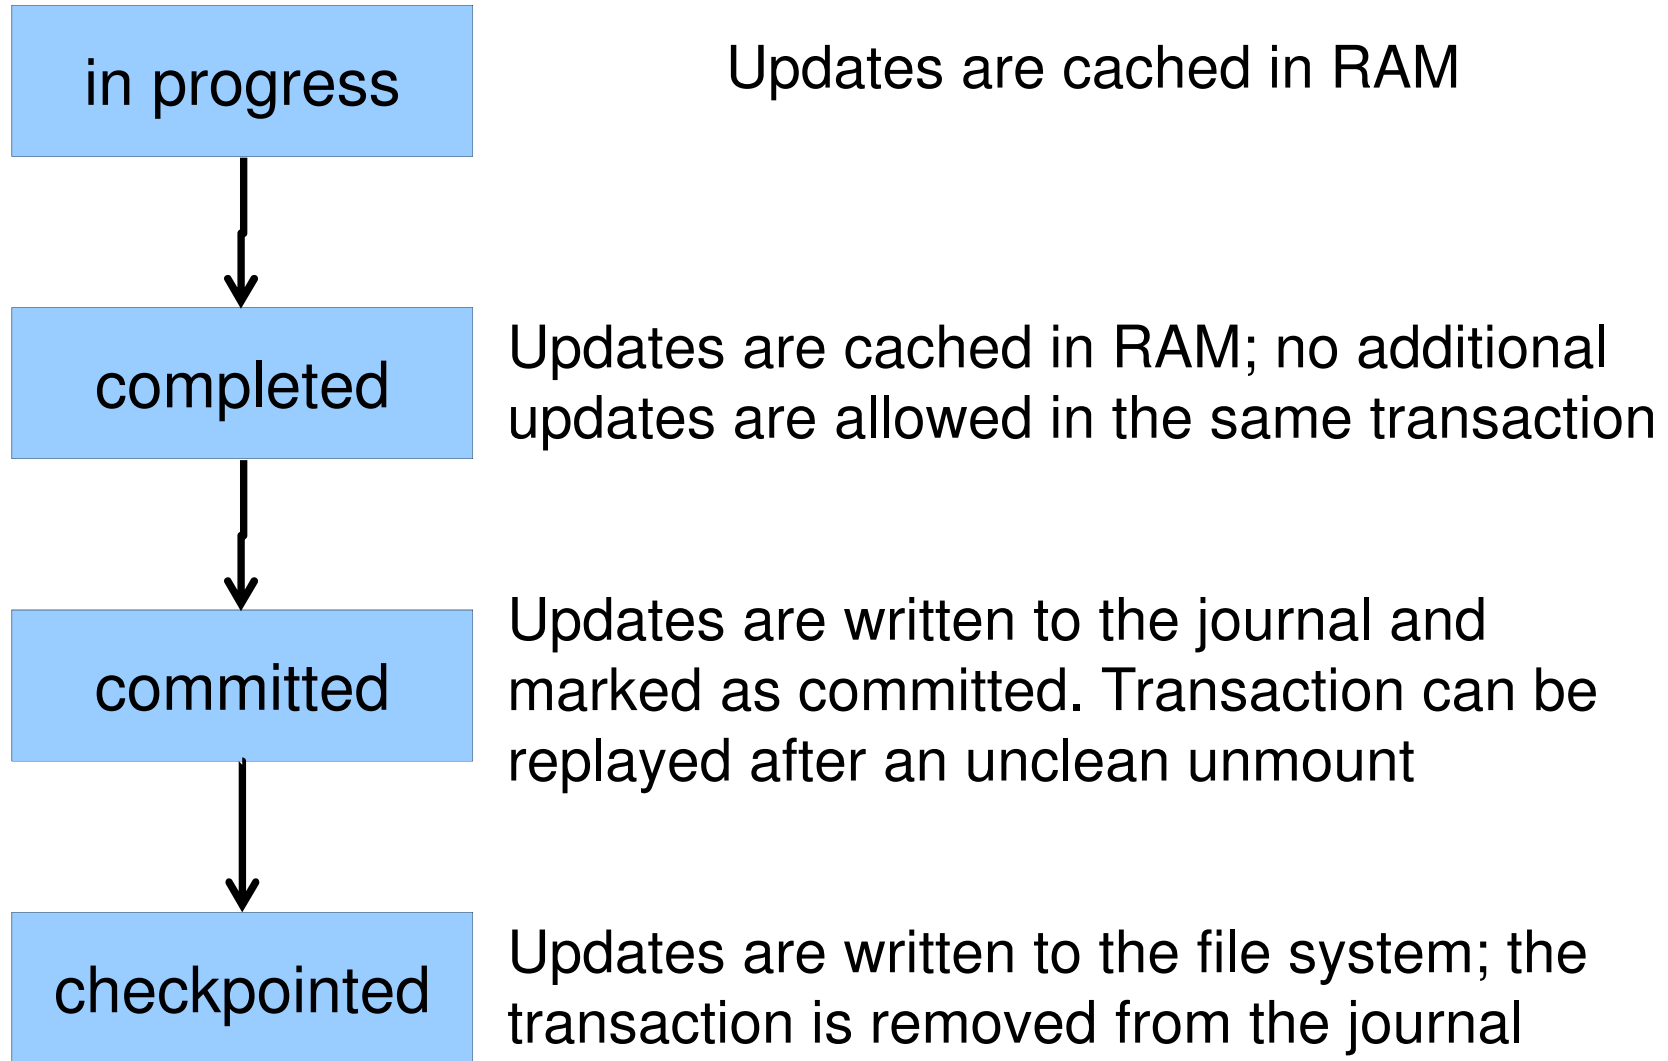 in progress
Updates are cached in RAM
completed
Updates are cached in RAM; no additional
updates are allowed in the same transaction
committed
Updates are written to the journal and
marked as committed. Transaction can be
replayed after an unclean unmount
checkpointed
Updates are written to the file system; the
transaction is removed from the journal